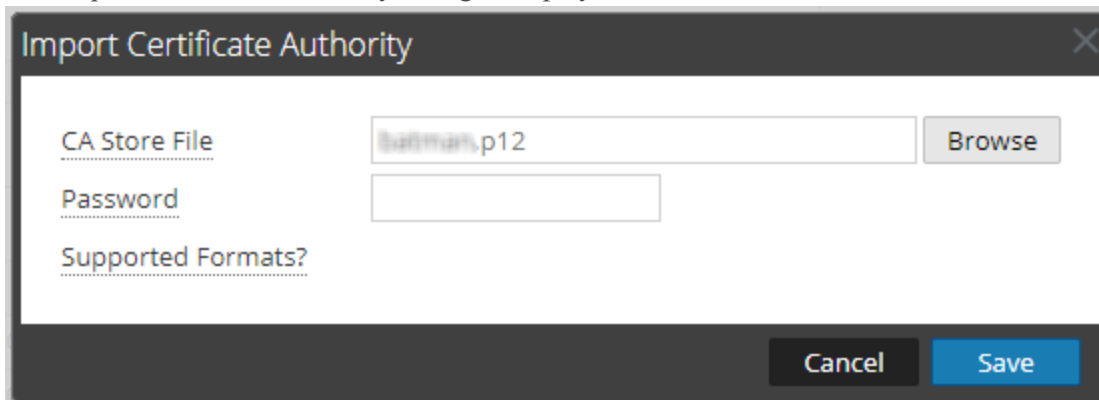 Import Certificate Authority
CA Store File
.p12
Browse
Password
Supported Formats?
Cancel
Save